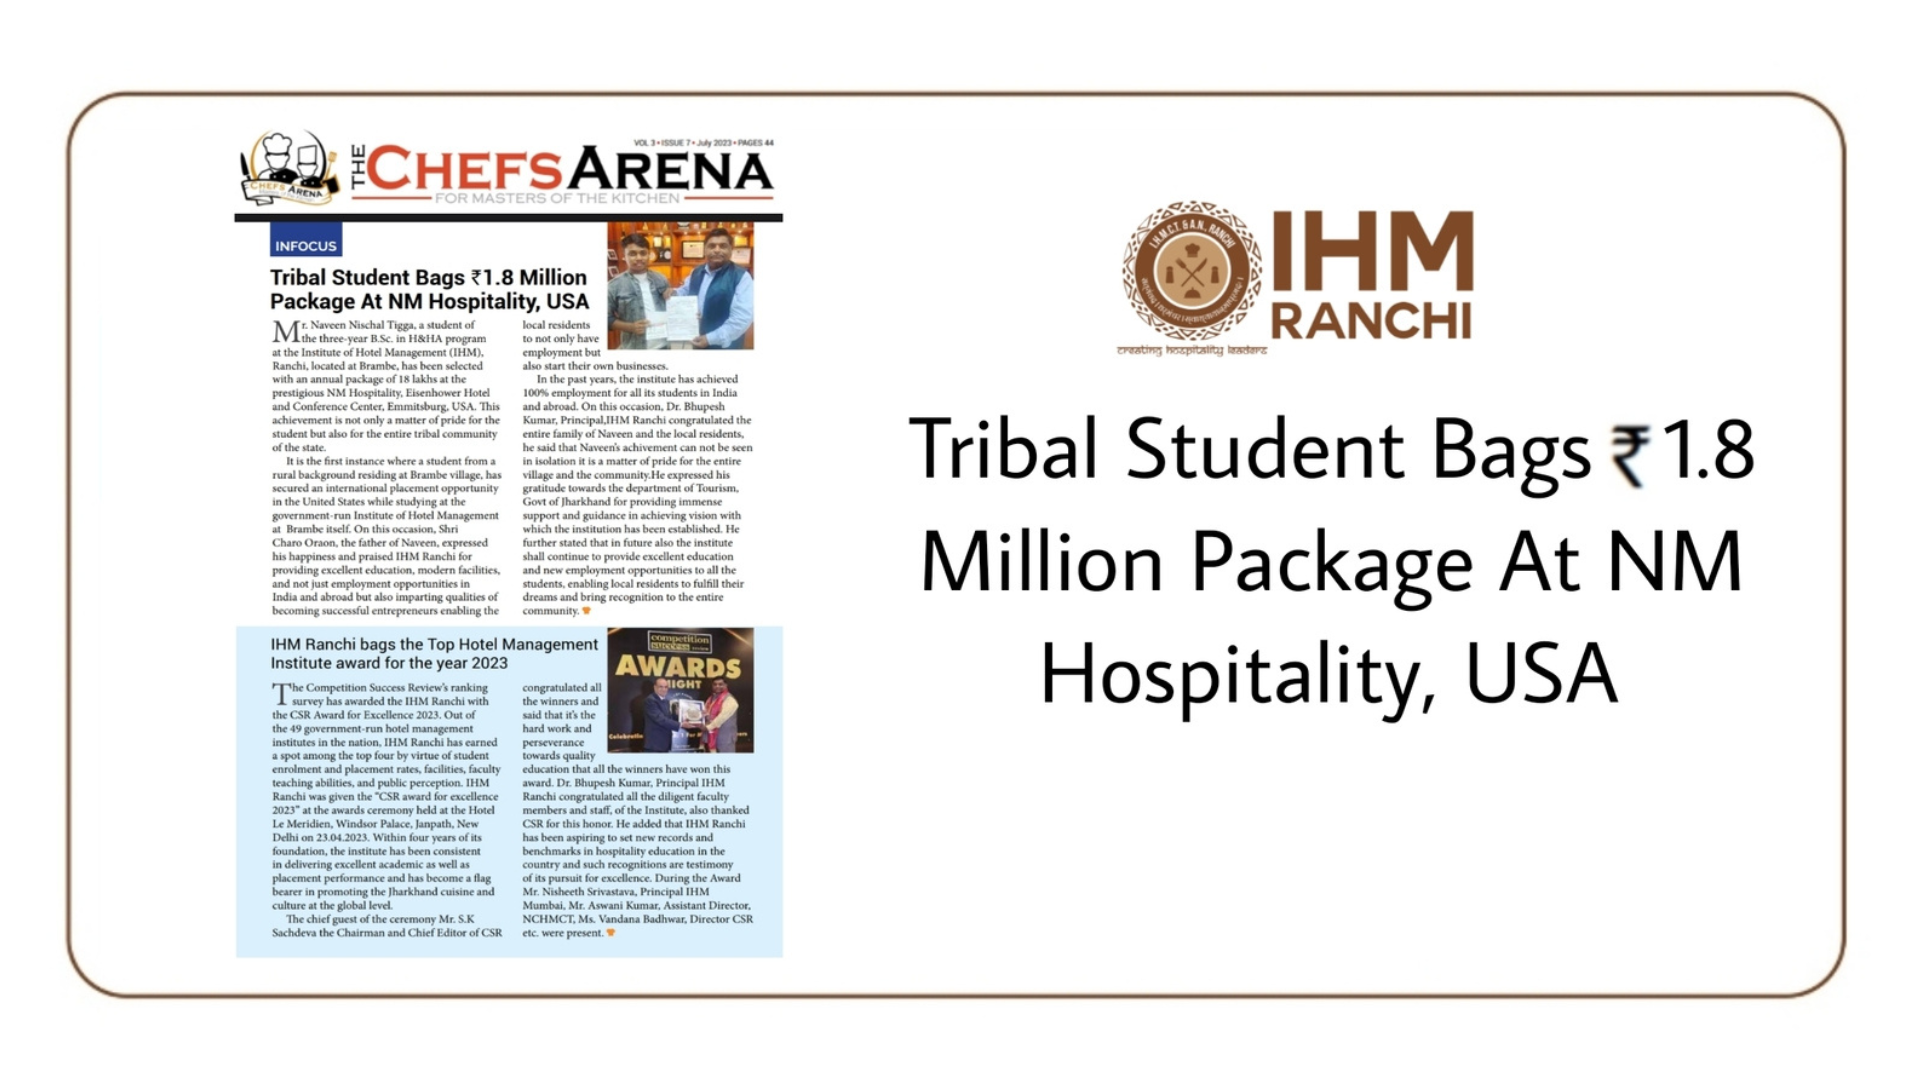 VOL 3 • ISSUE 7 • July 2023 • PAGES 44
THE CHEFS ARENA
FOR MASTERS OF THE KITCHEN
CHEFS ARENA
INFOCUS
Tribal Student Bags ₹1.8 Million
Package At NM Hospitality, USA
Mr. Naveen Nischal Tigga, a student of
the three-year B.Sc. in H&HA program
at the Institute of Hotel Management (IHM),
Ranchi, located at Brambe, has been selected
with an annual package of 18 lakhs at the
prestigious NM Hospitality, Eisenhower Hotel
and Conference Center, Emmitsburg, USA. This
achievement is not only a matter of pride for the
student but also for the entire tribal community
of the state.
It is the first instance where a student from a
rural background residing at Brambe village, has
secured an international placement opportunity
in the United States while studying at the
government-run Institute of Hotel Management
at Brambe itself. On this occasion, Shri
Charo Oraon, the father of Naveen, expressed
his happiness and praised IHM Ranchi for
providing excellent education, modern facilities,
and not just employment opportunities in
India and abroad but also imparting qualities of
becoming successful entrepreneurs enabling the
local residents
to not only have
employment but
also start their own businesses.
In the past years, the institute has achieved
100% employment for all its students in India
and abroad. On this occasion, Dr. Bhupesh
Kumar, Principal,IHM Ranchi congratulated the
entire family of Naveen and the local residents,
he said that Naveen's achivement can not be seen
in isolation it is a matter of pride for the entire
village and the community.He expressed his
gratitude towards the department of Tourism,
Govt of Jharkhand for providing immense
support and guidance in achieving vision with
which the institution has been established. He
further stated that in future also the institute
shall continue to provide excellent education
and new employment opportunities to all the
students, enabling local residents to fulfill their
dreams and bring recognition to the entire
community.
IHM Ranchi bags the Top Hotel Management
Institute award for the year 2023
The Competition Success Review's ranking
survey has awarded the IHM Ranchi with
the CSR Award for Excellence 2023. Out of
the 49 government-run hotel management
institutes in the nation, IHM Ranchi has earned
a spot among the top four by virtue of student
enrolment and placement rates, facilities, faculty
teaching abilities, and public perception. IHM
Ranchi was given the "CSR award for excellence
2023" at the awards ceremony held at the Hotel
Le Meridien, Windsor Palace, Janpath, New
Delhi on 23.04.2023. Within four years of its
foundation, the institute has been consistent
in delivering excellent academic as well as
placement performance and has become a flag
bearer in promoting the Jharkhand cuisine and
culture at the global level.
The chief guest of the ceremony Mr. S.K
Sachdeva the Chairman and Chief Editor of CSR
competition
success review
AWARDS
NIGHT
congratulated all
the winners and
said that it's the
hard work and
perseverance
towards quality
education that all the winners have won this
award. Dr. Bhupesh Kumar, Principal IHM
Ranchi congratulated all the diligent faculty
members and staff, of the Institute, also thanked
CSR for this honor. He added that IHM Ranchi
has been aspiring to set new records and
benchmarks in hospitality education in the
country and such recognitions are testimony
of its pursuit for excellence. During the Award
Mr. Nisheeth Srivastava, Principal IHM
Mumbai, Mr. Aswani Kumar, Assistant Director,
NCHMCT, Ms. Vandana Badhwar, Director CSR
etc. were present.
I.H.M.C.T. & A.N., RANCHI
IHM
RANCHI
creating hospitality leaders
Tribal Student Bags ₹1.8
Million Package At NM
Hospitality, USA